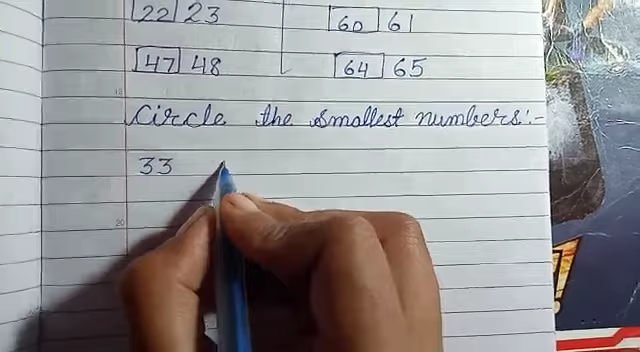 22 23 60 61
47 48 64 65
Circle the smallest numbers:-
33